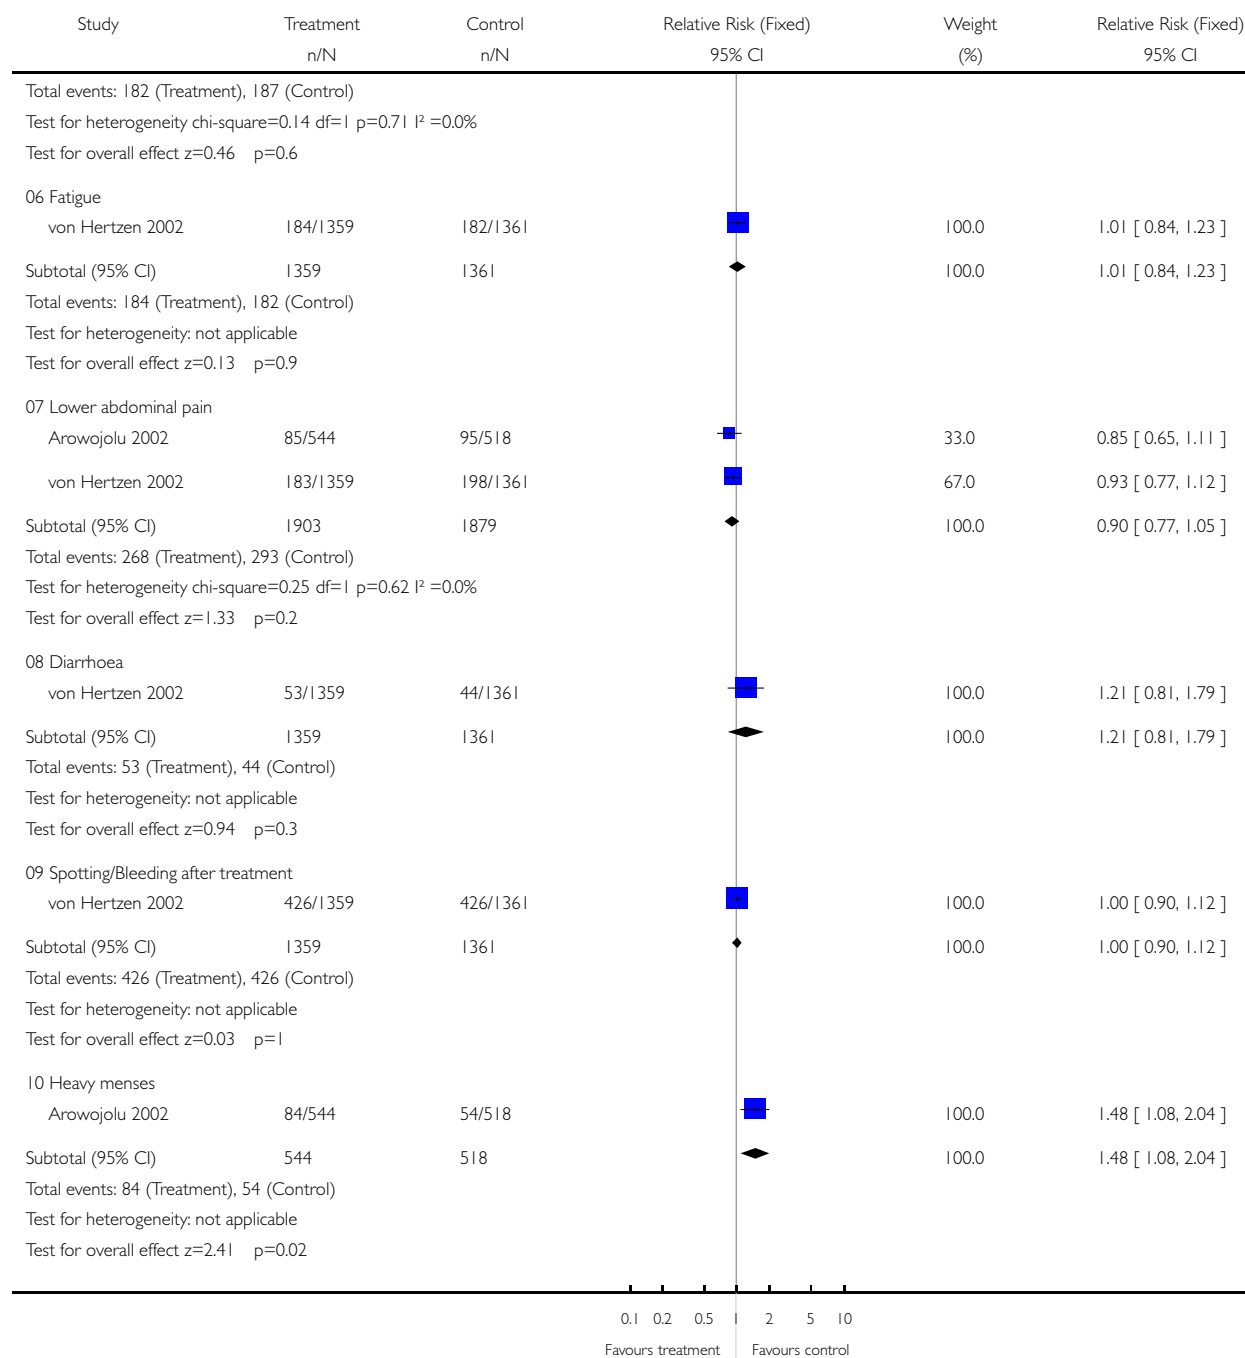 Study Treatment Control Relative Risk (Fixed) Weight Relative Risk (Fixed)
n/N n/N 95% CI (%) 95% CI
Total events: 182 (Treatment), 187 (Control)
Test for heterogeneity chi-square=0.14 df=1 p=0.71 I² =0.0%
Test for overall effect z=0.46 p=0.6
06 Fatigue
von Hertzen 2002 184/1359 182/1361 100.0 1.01 [ 0.84, 1.23 ]
Subtotal (95% CI) 1359 1361 100.0 1.01 [ 0.84, 1.23 ]
Total events: 184 (Treatment), 182 (Control)
Test for heterogeneity: not applicable
Test for overall effect z=0.13 p=0.9
07 Lower abdominal pain
Arowojolu 2002 85/544 95/518 33.0 0.85 [ 0.65, 1.11 ]
von Hertzen 2002 183/1359 198/1361 67.0 0.93 [ 0.77, 1.12 ]
Subtotal (95% CI) 1903 1879 100.0 0.90 [ 0.77, 1.05 ]
Total events: 268 (Treatment), 293 (Control)
Test for heterogeneity chi-square=0.25 df=1 p=0.62 I² =0.0%
Test for overall effect z=1.33 p=0.2
08 Diarrhoea
von Hertzen 2002 53/1359 44/1361 100.0 1.21 [ 0.81, 1.79 ]
Subtotal (95% CI) 1359 1361 100.0 1.21 [ 0.81, 1.79 ]
Total events: 53 (Treatment), 44 (Control)
Test for heterogeneity: not applicable
Test for overall effect z=0.94 p=0.3
09 Spotting/Bleeding after treatment
von Hertzen 2002 426/1359 426/1361 100.0 1.00 [ 0.90, 1.12 ]
Subtotal (95% CI) 1359 1361 100.0 1.00 [ 0.90, 1.12 ]
Total events: 426 (Treatment), 426 (Control)
Test for heterogeneity: not applicable
Test for overall effect z=0.03 p=1
10 Heavy menses
Arowojolu 2002 84/544 54/518 100.0 1.48 [ 1.08, 2.04 ]
Subtotal (95% CI) 544 518 100.0 1.48 [ 1.08, 2.04 ]
Total events: 84 (Treatment), 54 (Control)
Test for heterogeneity: not applicable
Test for overall effect z=2.41 p=0.02
0.1 0.2 0.5 1 2 5 10
Favours treatment Favours control